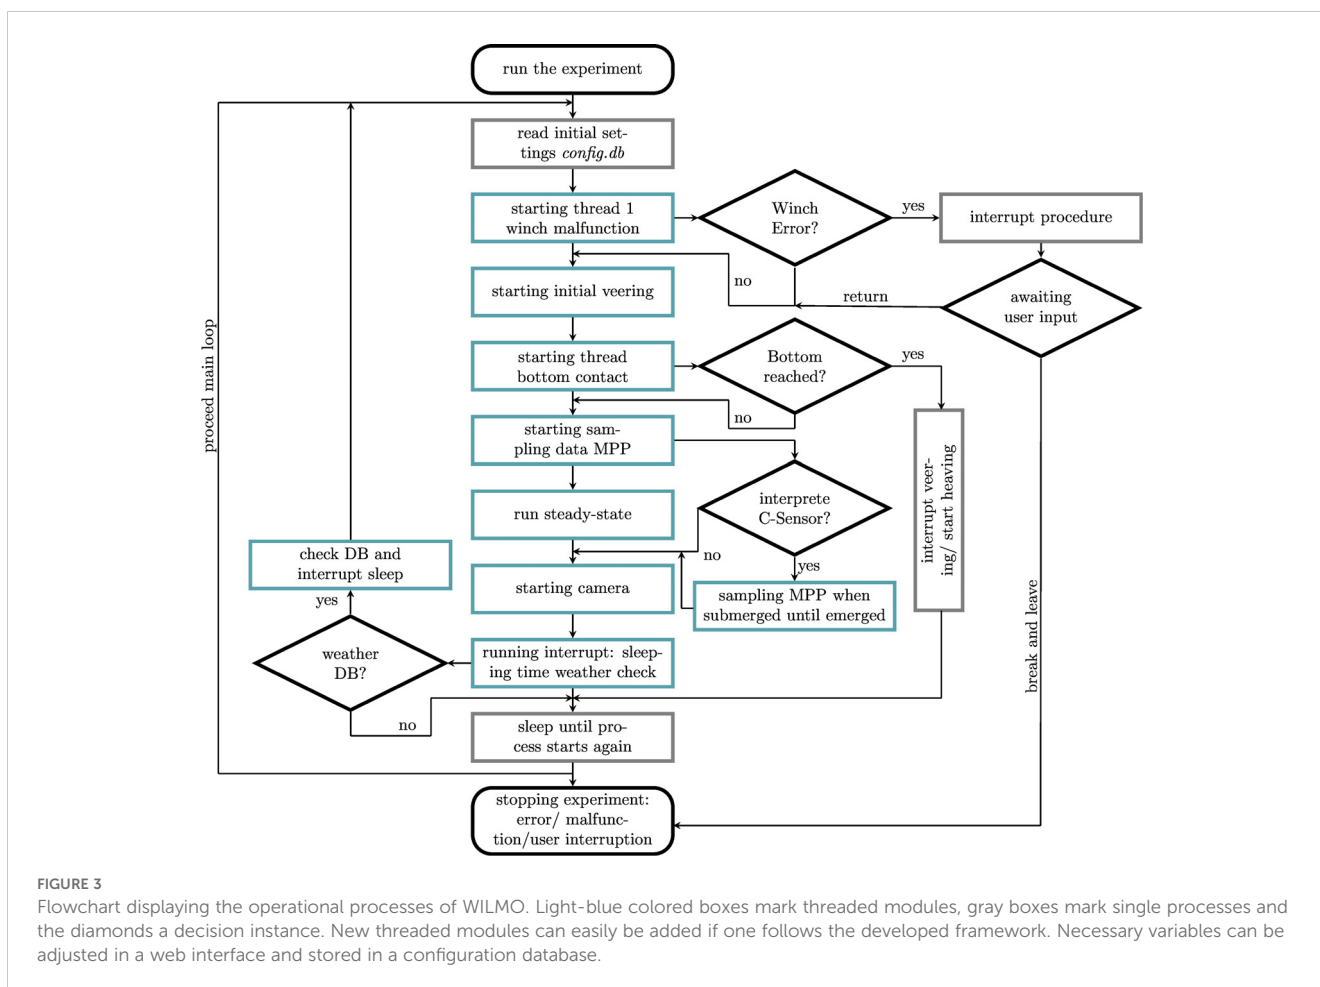 run the experiment
read initial set-
tings config.db
starting thread 1
winch malfunction
Winch
Error?
yes
interrupt procedure
no
starting initial veering
return
awaiting
user input
starting thread
bottom contact
Bottom
reached?
yes
no
starting sam-
pling data MPP
interprete
C-Sensor?
interrupt veer-
ing/ start heaving
run steady-state
no
yes
proceed main loop
check DB and
interrupt sleep
starting camera
sampling MPP when
submerged until emerged
yes
break and leave
weather
DB?
running interrupt: sleep-
ing time weather check
no
sleep until pro-
cess starts again
stopping experiment:
error/ malfunc-
tion/user interruption
FIGURE 3
Flowchart displaying the operational processes of WILMO. Light-blue colored boxes mark threaded modules, gray boxes mark single processes and
the diamonds a decision instance. New threaded modules can easily be added if one follows the developed framework. Necessary variables can be
adjusted in a web interface and stored in a configuration database.